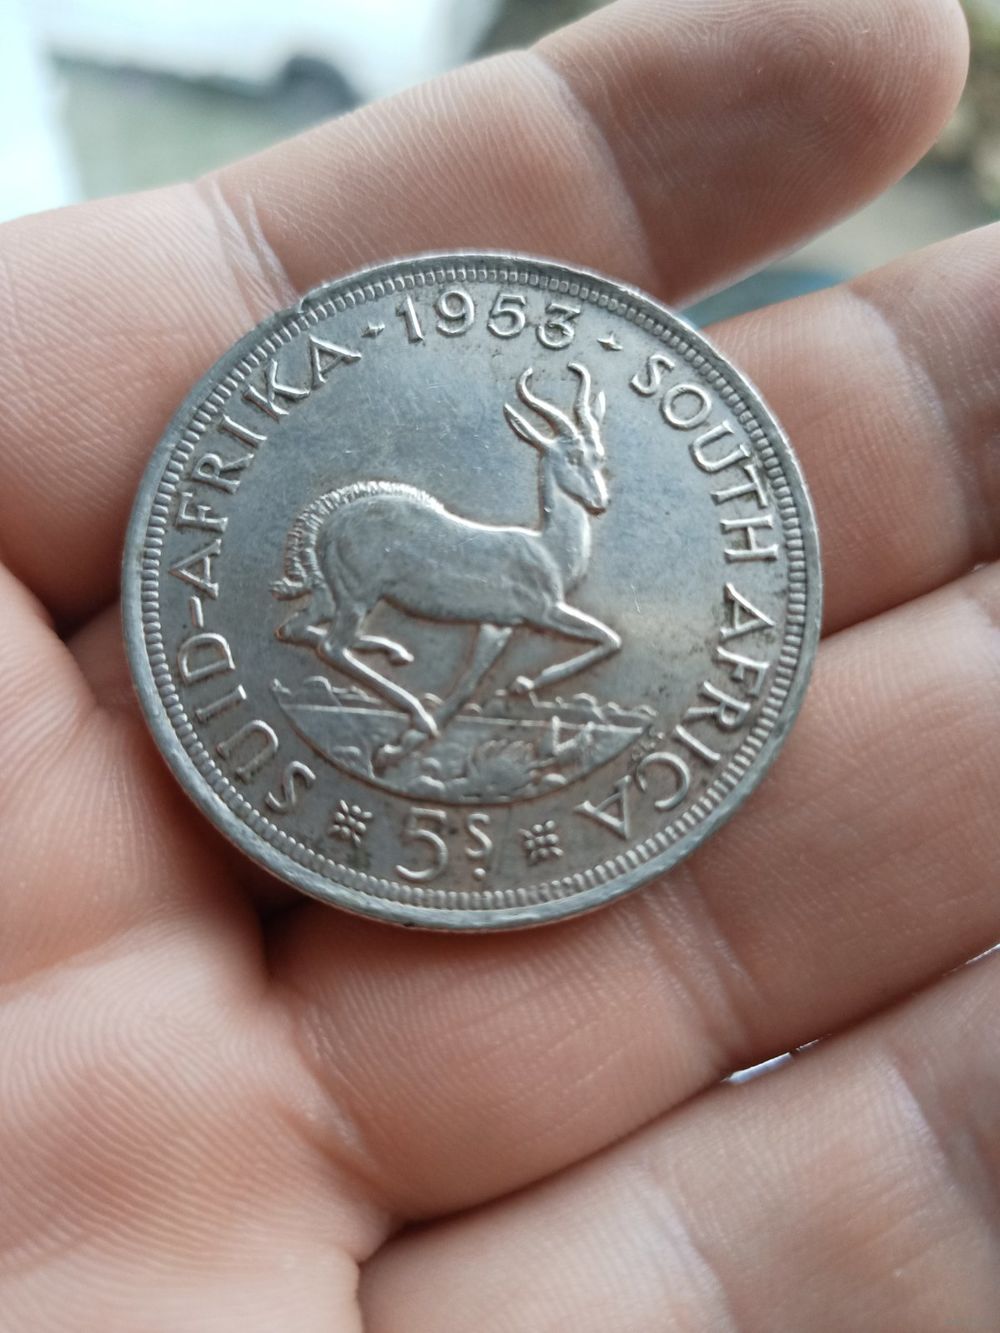 SUID-AFRIKA · 1953 · SOUTH AFRICA
5S.